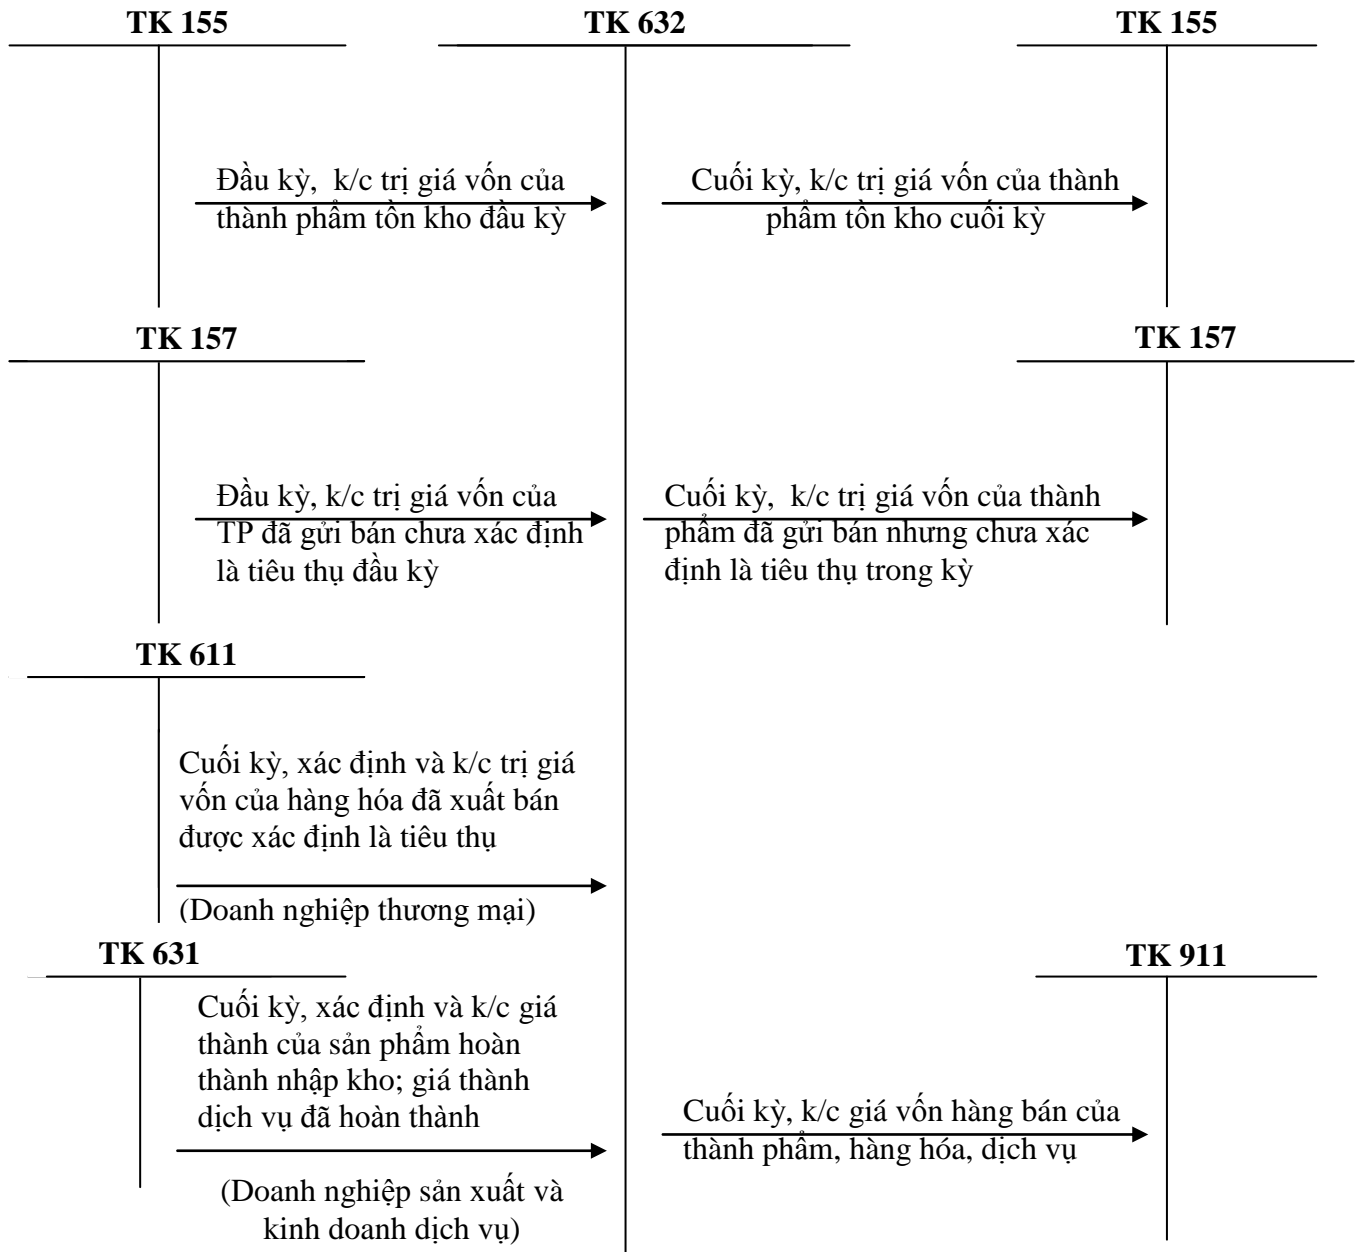 TK 155
TK 632
TK 155
Đầu kỳ, k/c trị giá vốn của
thành phẩm tồn kho đầu kỳ
Cuối kỳ, k/c trị giá vốn của thành
phẩm tồn kho cuối kỳ
TK 157
TK 157
Đầu kỳ, k/c trị giá vốn của
TP đã gửi bán chưa xác định
là tiêu thụ đầu kỳ
Cuối kỳ, k/c trị giá vốn của thành
phẩm đã gửi bán nhưng chưa xác
định là tiêu thụ trong kỳ
TK 611
Cuối kỳ, xác định và k/c trị giá
vốn của hàng hóa đã xuất bán
được xác định là tiêu thụ
(Doanh nghiệp thương mại)
TK 631
TK 911
Cuối kỳ, xác định và k/c giá
thành của sản phẩm hoàn
thành nhập kho; giá thành
dịch vụ đã hoàn thành
(Doanh nghiệp sản xuất và
kinh doanh dịch vụ)
Cuối kỳ, k/c giá vốn hàng bán của
thành phẩm, hàng hóa, dịch vụ